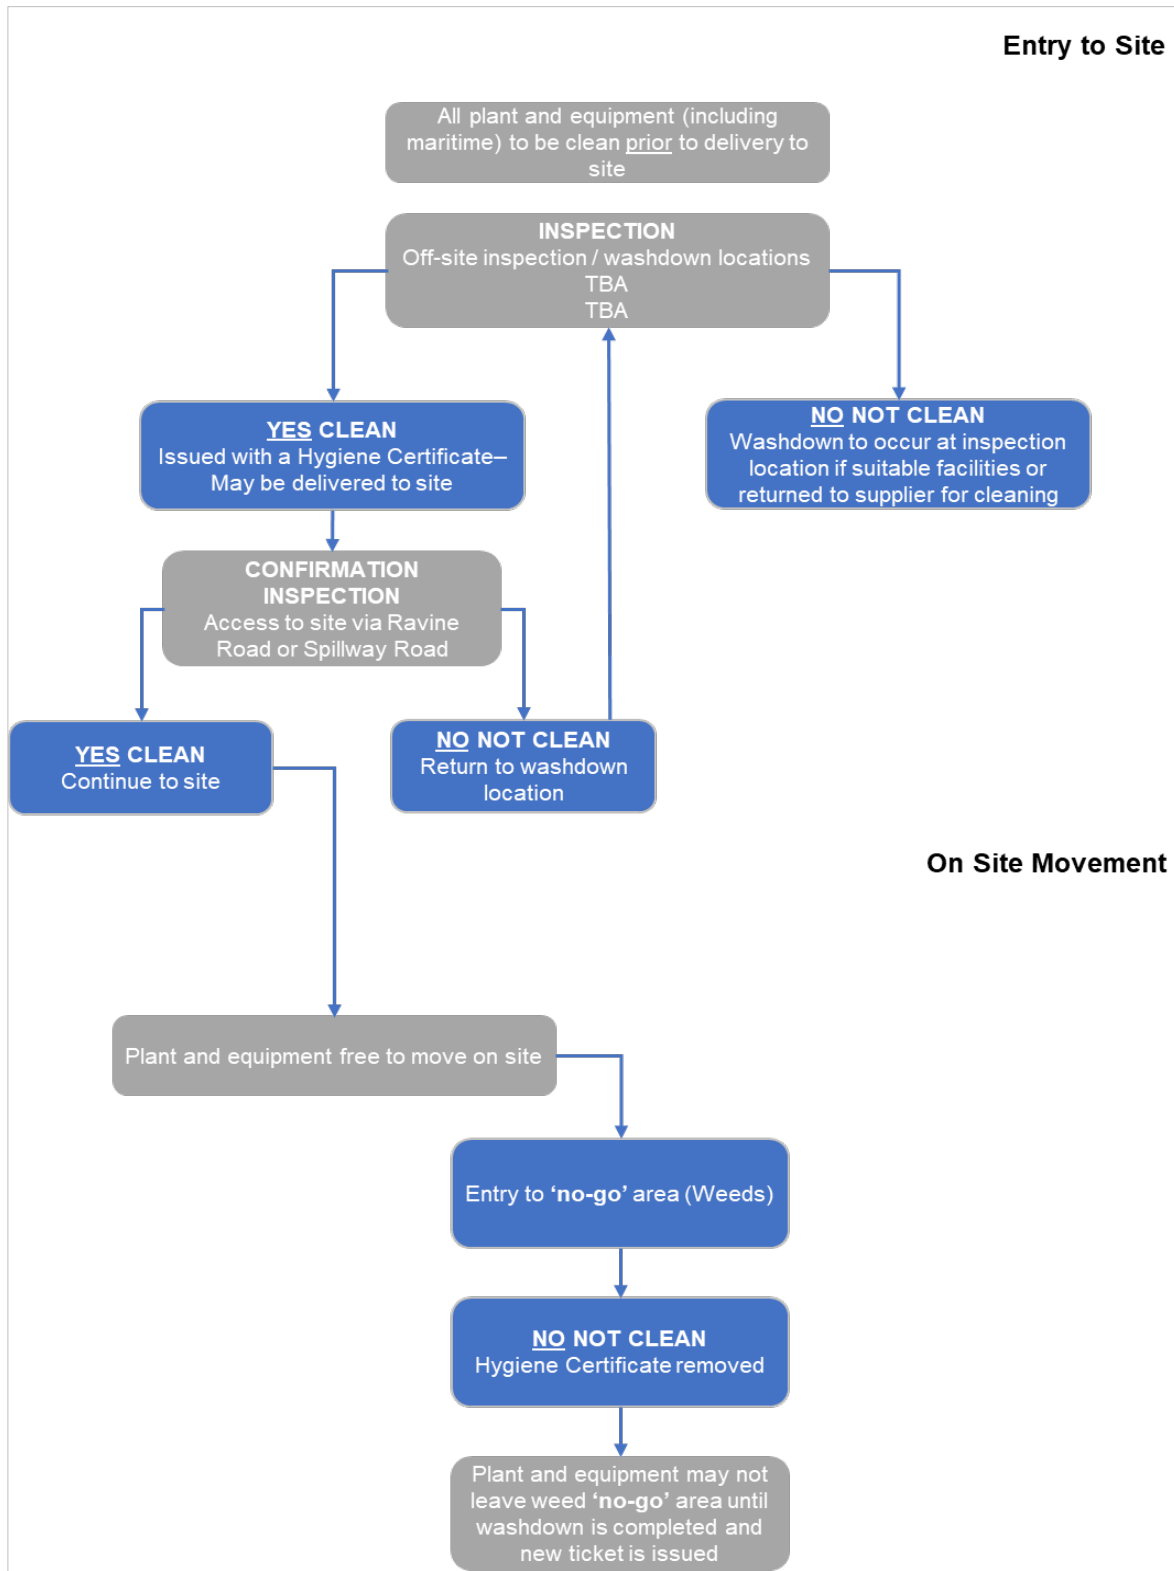 Entry to Site
All plant and equipment (including
maritime) to be clean prior to delivery to
site
INSPECTION
Off-site inspection / washdown locations
TBA
TBA
YES CLEAN
Issued with a Hygiene Certificate–
May be delivered to site
NO NOT CLEAN
Washdown to occur at inspection
location if suitable facilities or
returned to supplier for cleaning
CONFIRMATION
INSPECTION
Access to site via Ravine
Road or Spillway Road
YES CLEAN
Continue to site
NO NOT CLEAN
Return to washdown
location
On Site Movement
Plant and equipment free to move on site
Entry to ‘no-go’ area (Weeds)
NO NOT CLEAN
Hygiene Certificate removed
Plant and equipment may not
leave weed ‘no-go’ area until
washdown is completed and
new ticket is issued